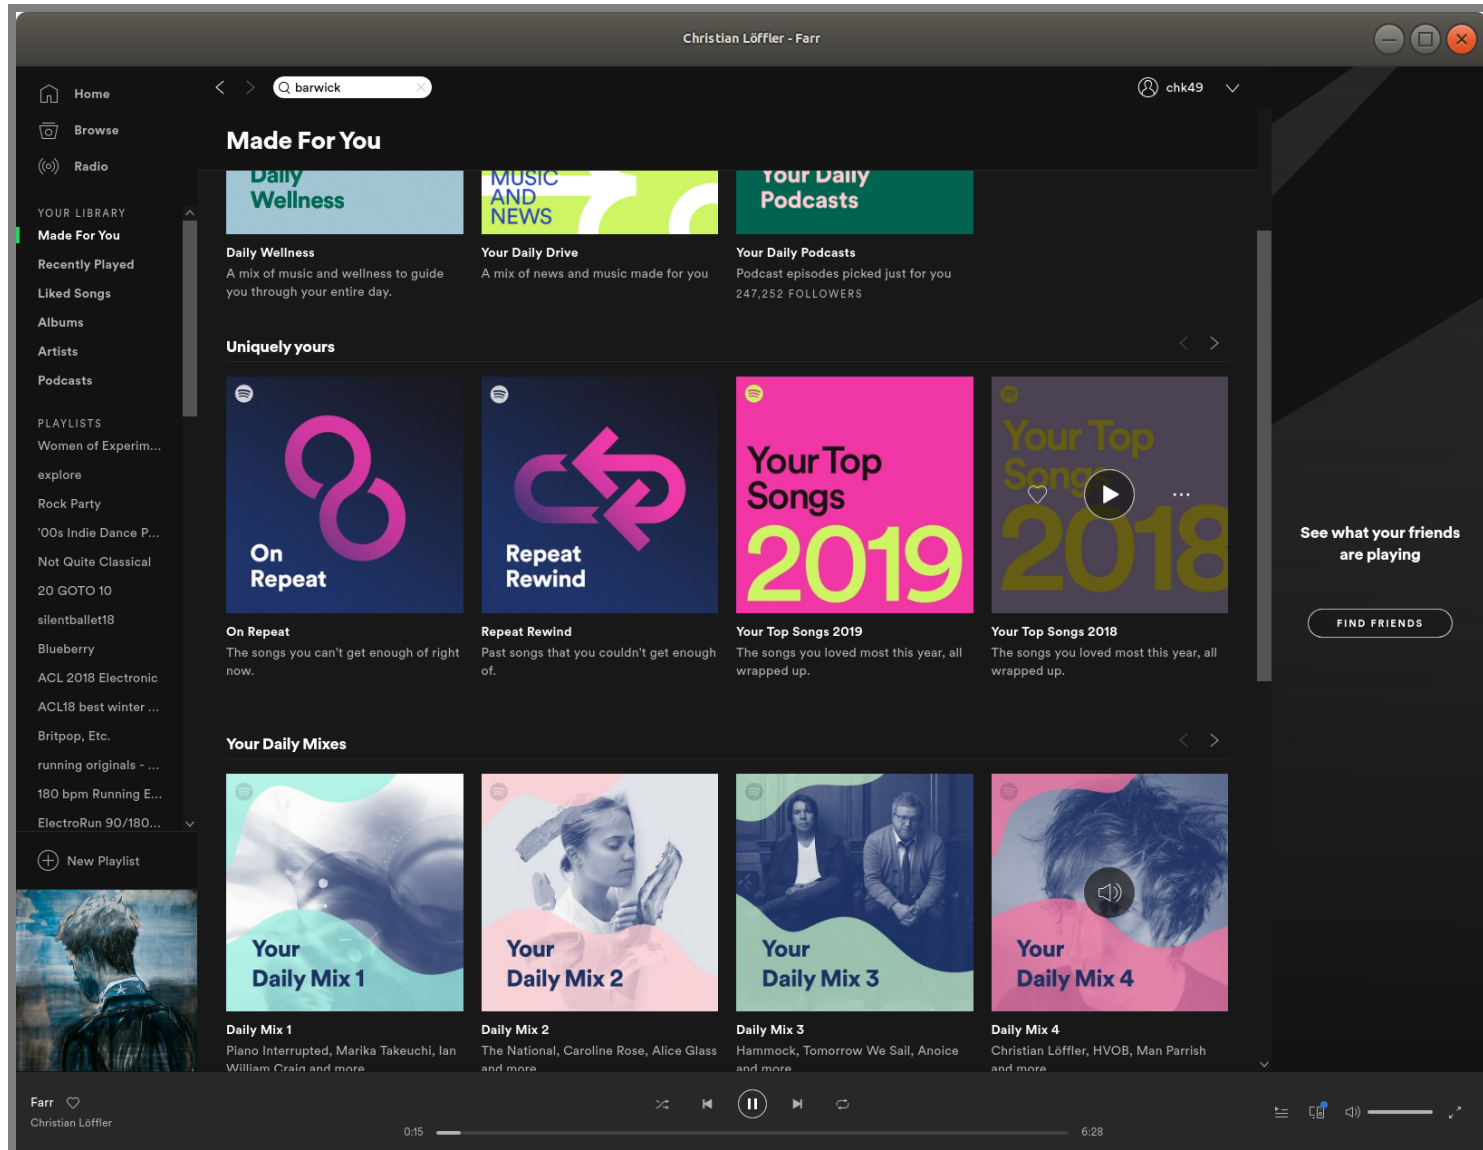 Christian Löffler - Farr
Home
Browse
Radio
YOUR LIBRARY
Made For You
Recently Played
Liked Songs
Albums
Artists
Podcasts
PLAYLISTS
Women of Experim...
explore
Rock Party
'00s Indie Dance P...
Not Quite Classical
20 GOTO 10
silentballet18
Blueberry
ACL 2018 Electronic
ACL18 best winter ...
Britpop, Etc.
running originals - ...
180 bpm Running E...
ElectroRun 90/180...
New Playlist
barwick
chk49
Made For You
Daily
Wellness
MUSIC
AND
NEWS
Your Daily
Podcasts
Daily Wellness
A mix of music and wellness to guide
you through your entire day.
Your Daily Drive
A mix of news and music made for you
Your Daily Podcasts
Podcast episodes picked just for you
247,252 FOLLOWERS
Uniquely yours
On
Repeat
Repeat
Rewind
Your Top
Songs
2019
Your Top
Songs
2018
On Repeat
The songs you can't get enough of right
now.
Repeat Rewind
Past songs that you couldn't get enough
of.
Your Top Songs 2019
The songs you loved most this year, all
wrapped up.
Your Top Songs 2018
The songs you loved most this year, all
wrapped up.
Your Daily Mixes
Your
Daily Mix 1
Your
Daily Mix 2
Your
Daily Mix 3
Your
Daily Mix 4
Daily Mix 1
Piano Interrupted, Marika Takeuchi, Ian
William Craig and more
Daily Mix 2
The National, Caroline Rose, Alice Glass
and more
Daily Mix 3
Hammock, Tomorrow We Sail, Anoice
and more
Daily Mix 4
Christian Löffler, HVOB, Man Parrish
and more
See what your friends
are playing
FIND FRIENDS
Farr
Christian Löffler
0:15
6:28